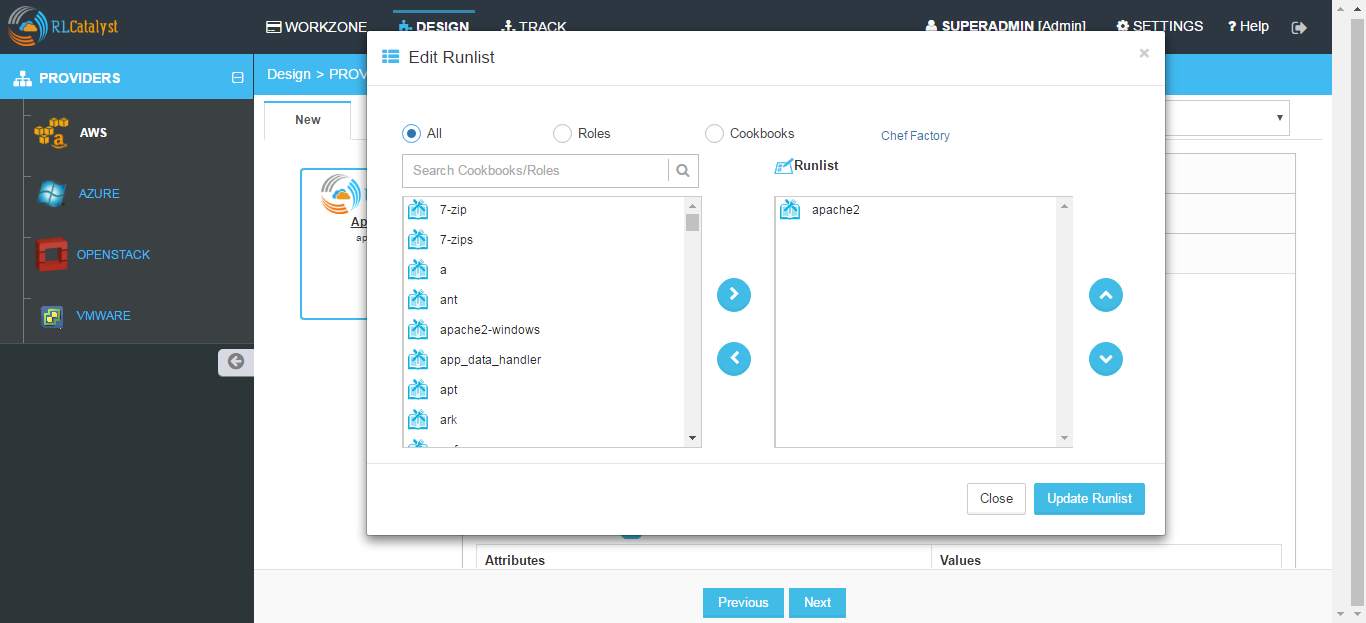 RLCatalyst
WORKZONE
DESIGN
TRACK
SUPERADMIN [Admin]
SETTINGS
? Help
PROVIDERS
Design > PROV
AWS
AZURE
OPENSTACK
VMWARE
New
Ap
ap
Edit Runlist
×
All
Roles
Cookbooks
Chef Factory
Search Cookbooks/Roles
Runlist
7-zip
7-zips
a
ant
apache2-windows
app_data_handler
apt
ark
apache2
Close
Update Runlist
Attributes
Values
Previous
Next